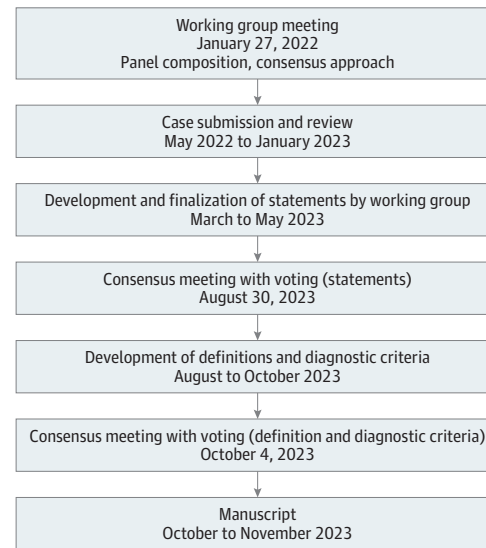 Working group meeting
January 27, 2022
Panel composition, consensus approach
Case submission and review
May 2022 to January 2023
Development and finalization of statements by working group
March to May 2023
Consensus meeting with voting (statements)
August 30, 2023
Development of definitions and diagnostic criteria
August to October 2023
Consensus meeting with voting (definition and diagnostic criteria)
October 4, 2023
Manuscript
October to November 2023